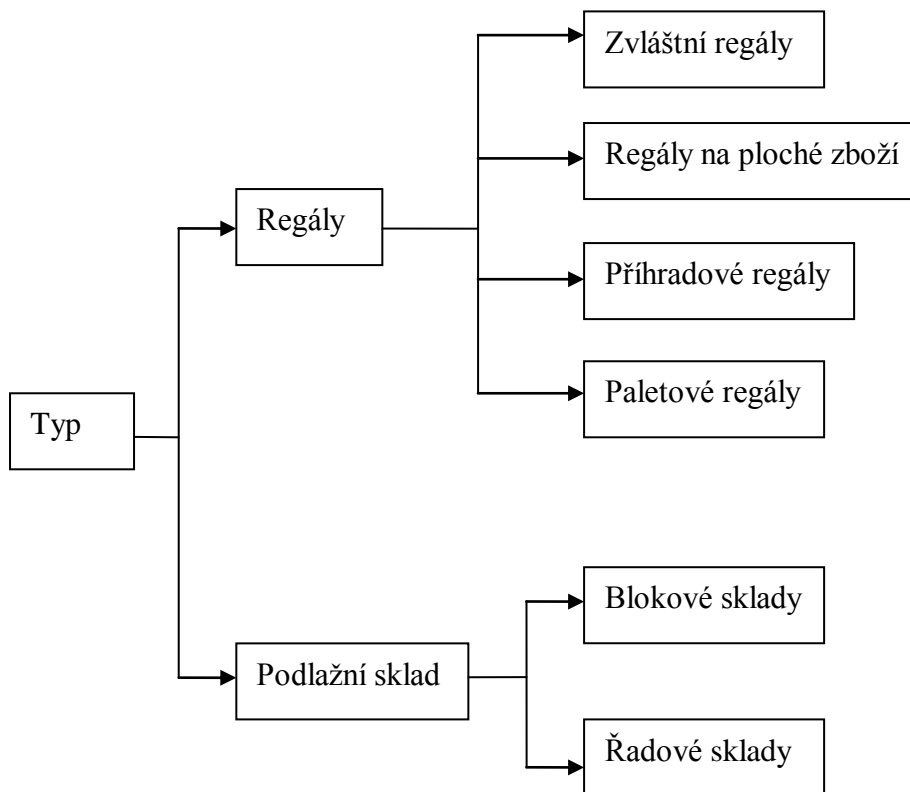 Zvláštní regály
Regály na ploché zboží
Regály
Příhradové regály
Paletové regály
Typ
Blokové sklady
Podlažní sklad
Řadové sklady